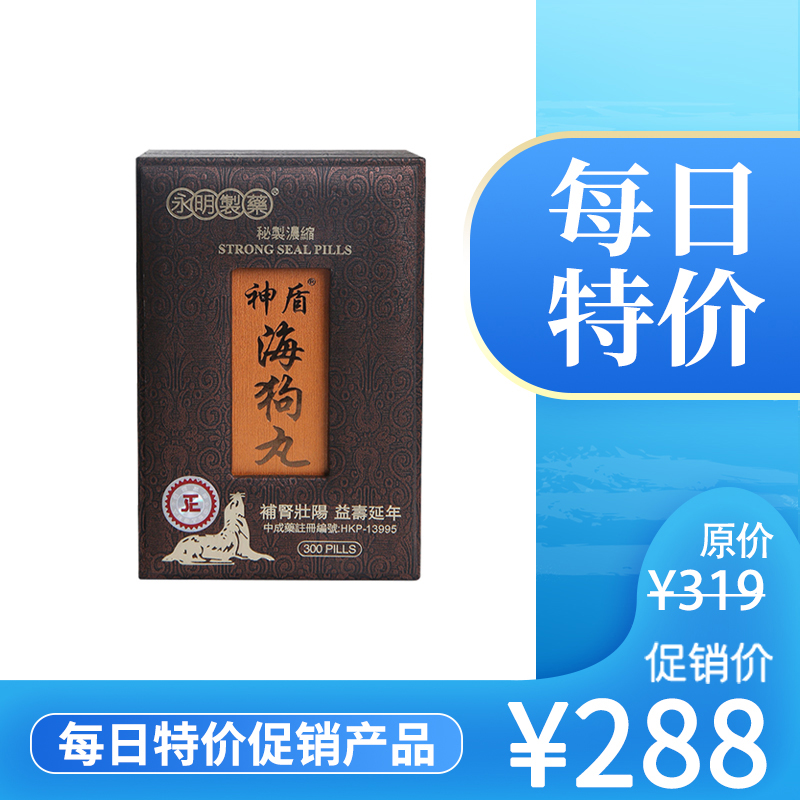 永明製藥®
秘製濃縮
STRONG SEAL PILLS
神盾®
海狗丸
正
補腎壯陽 益壽延年
中成藥註冊編號:HKP-13995
300 PILLS
每日
特价
原价
¥319
促销价
¥288
每日特价促销产品